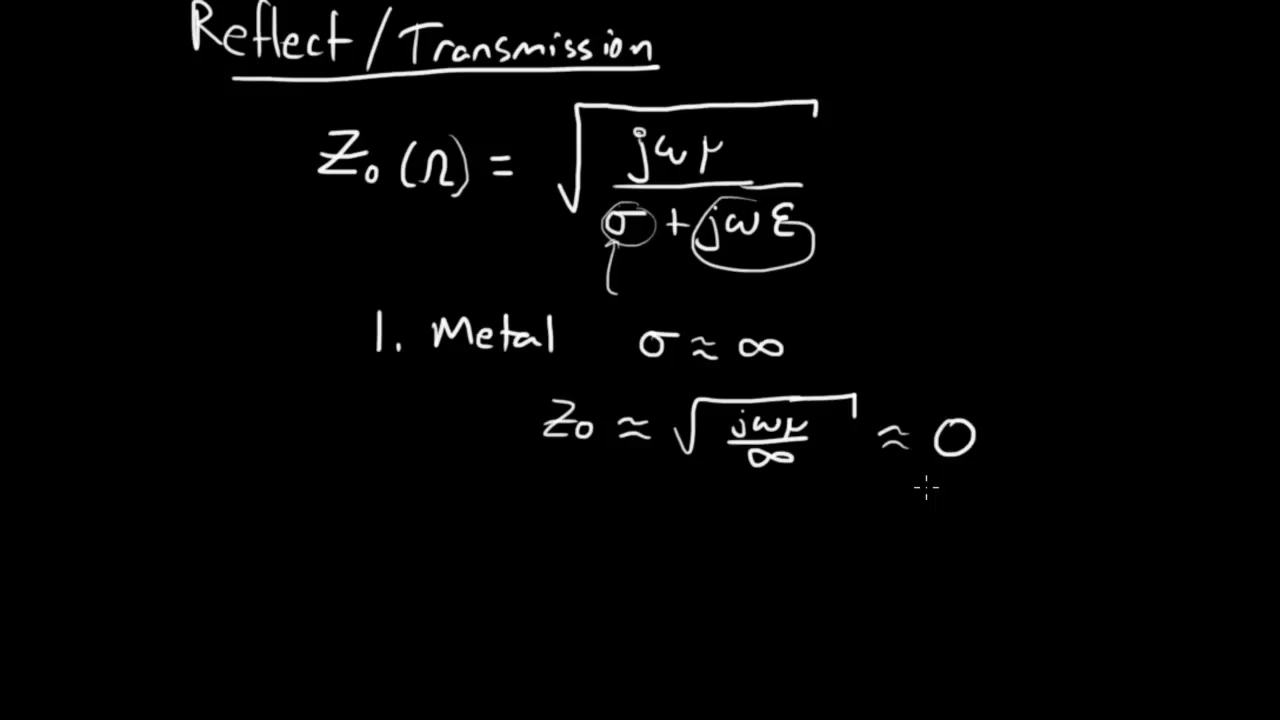 Reflect / Transmission
Z₀ (Ω) = √(jωμ / (σ + jωε))
1. Metal σ ≈ ∞
Z₀ ≈ √(jωμ / ∞) ≈ 0